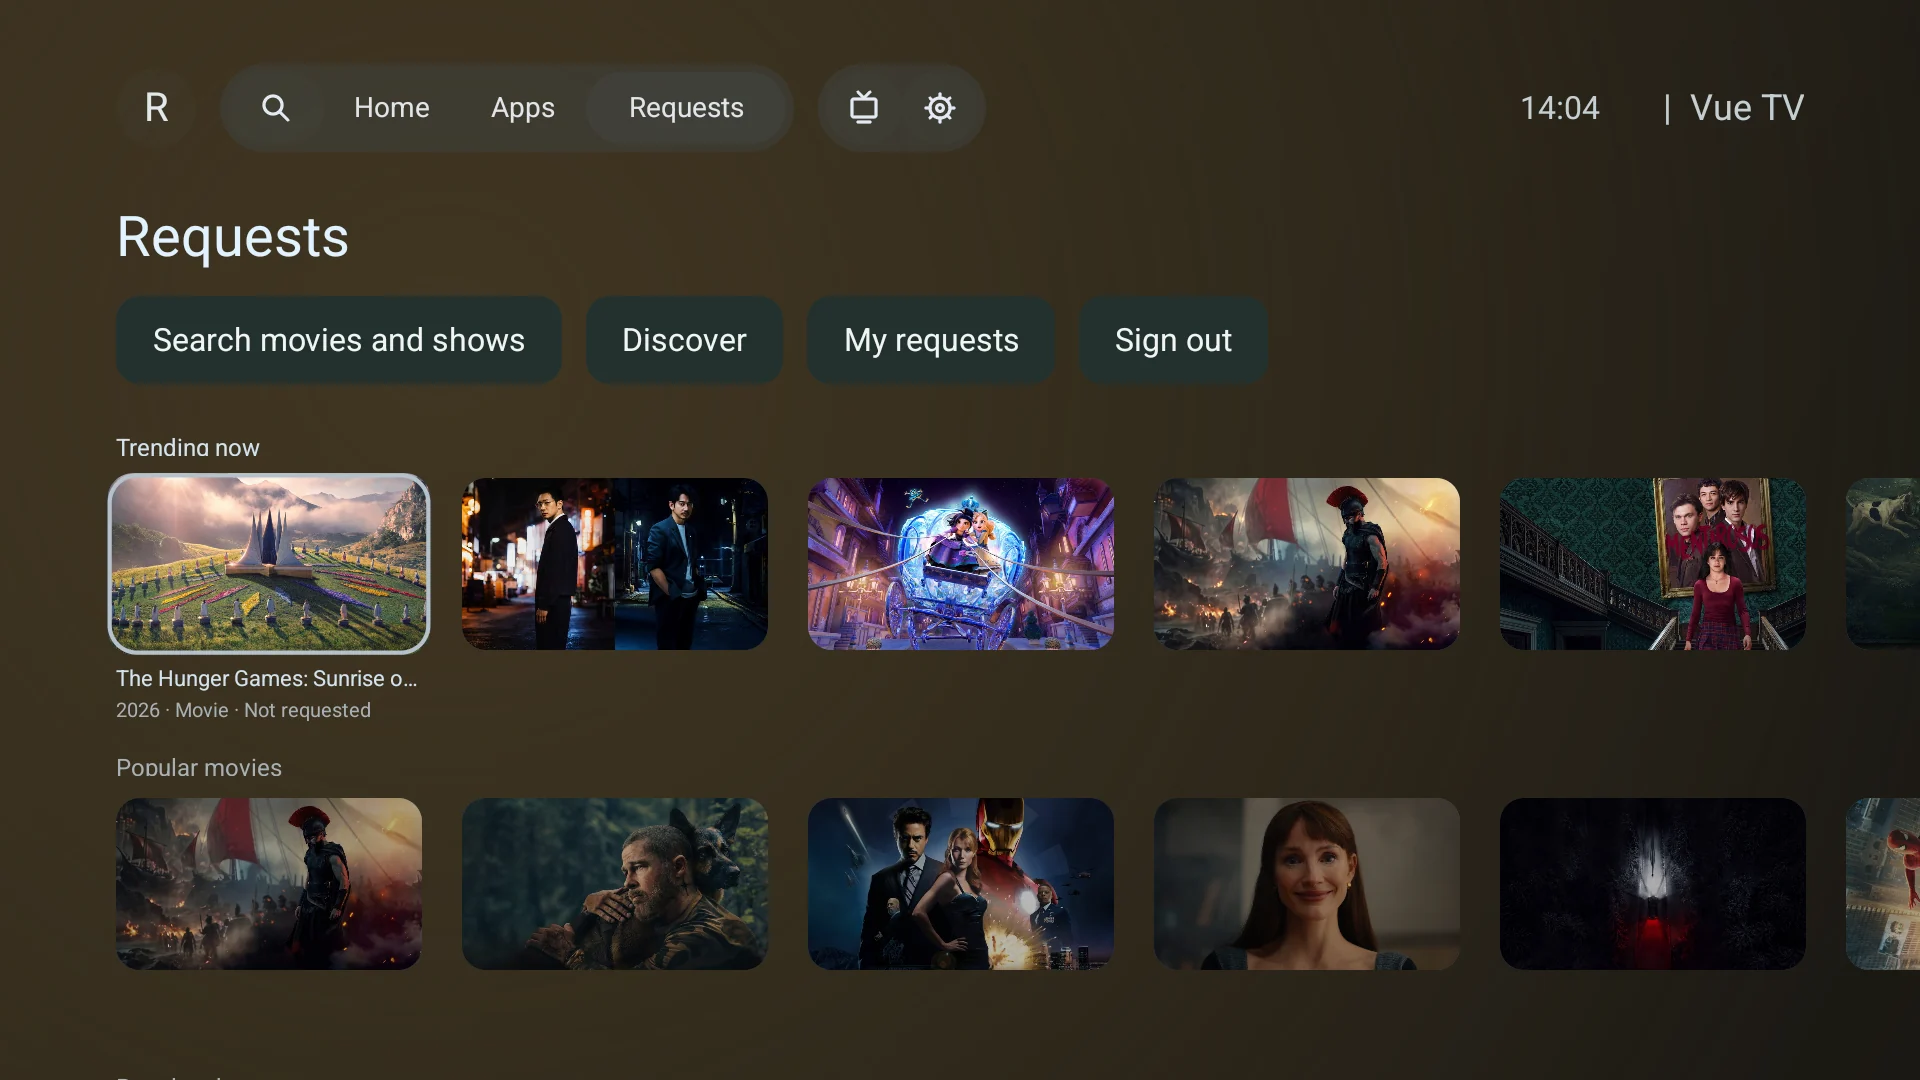 R
Home
Apps
Requests
14:04
| Vue TV
Requests
Search movies and shows
Discover
My requests
Sign out
Trending now
The Hunger Games: Sunrise o...
2026 · Movie · Not requested
Popular movies